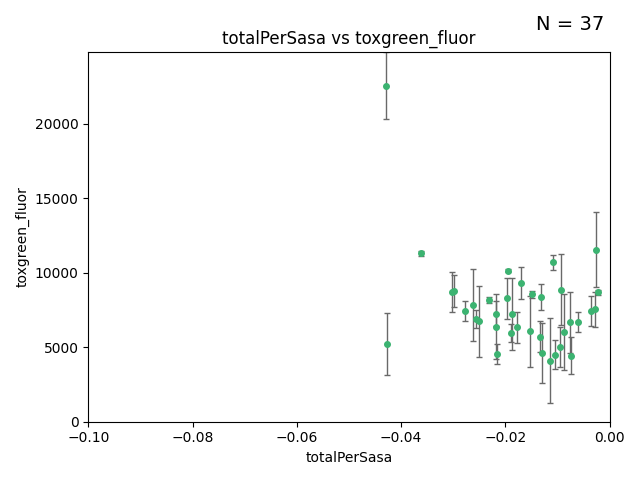 N = 37
totalPerSasa vs toxgreen_fluor
20000
15000
10000
5000
0
toxgreen_fluor
−0.10
−0.08
−0.06
−0.04
−0.02
0.00
totalPerSasa